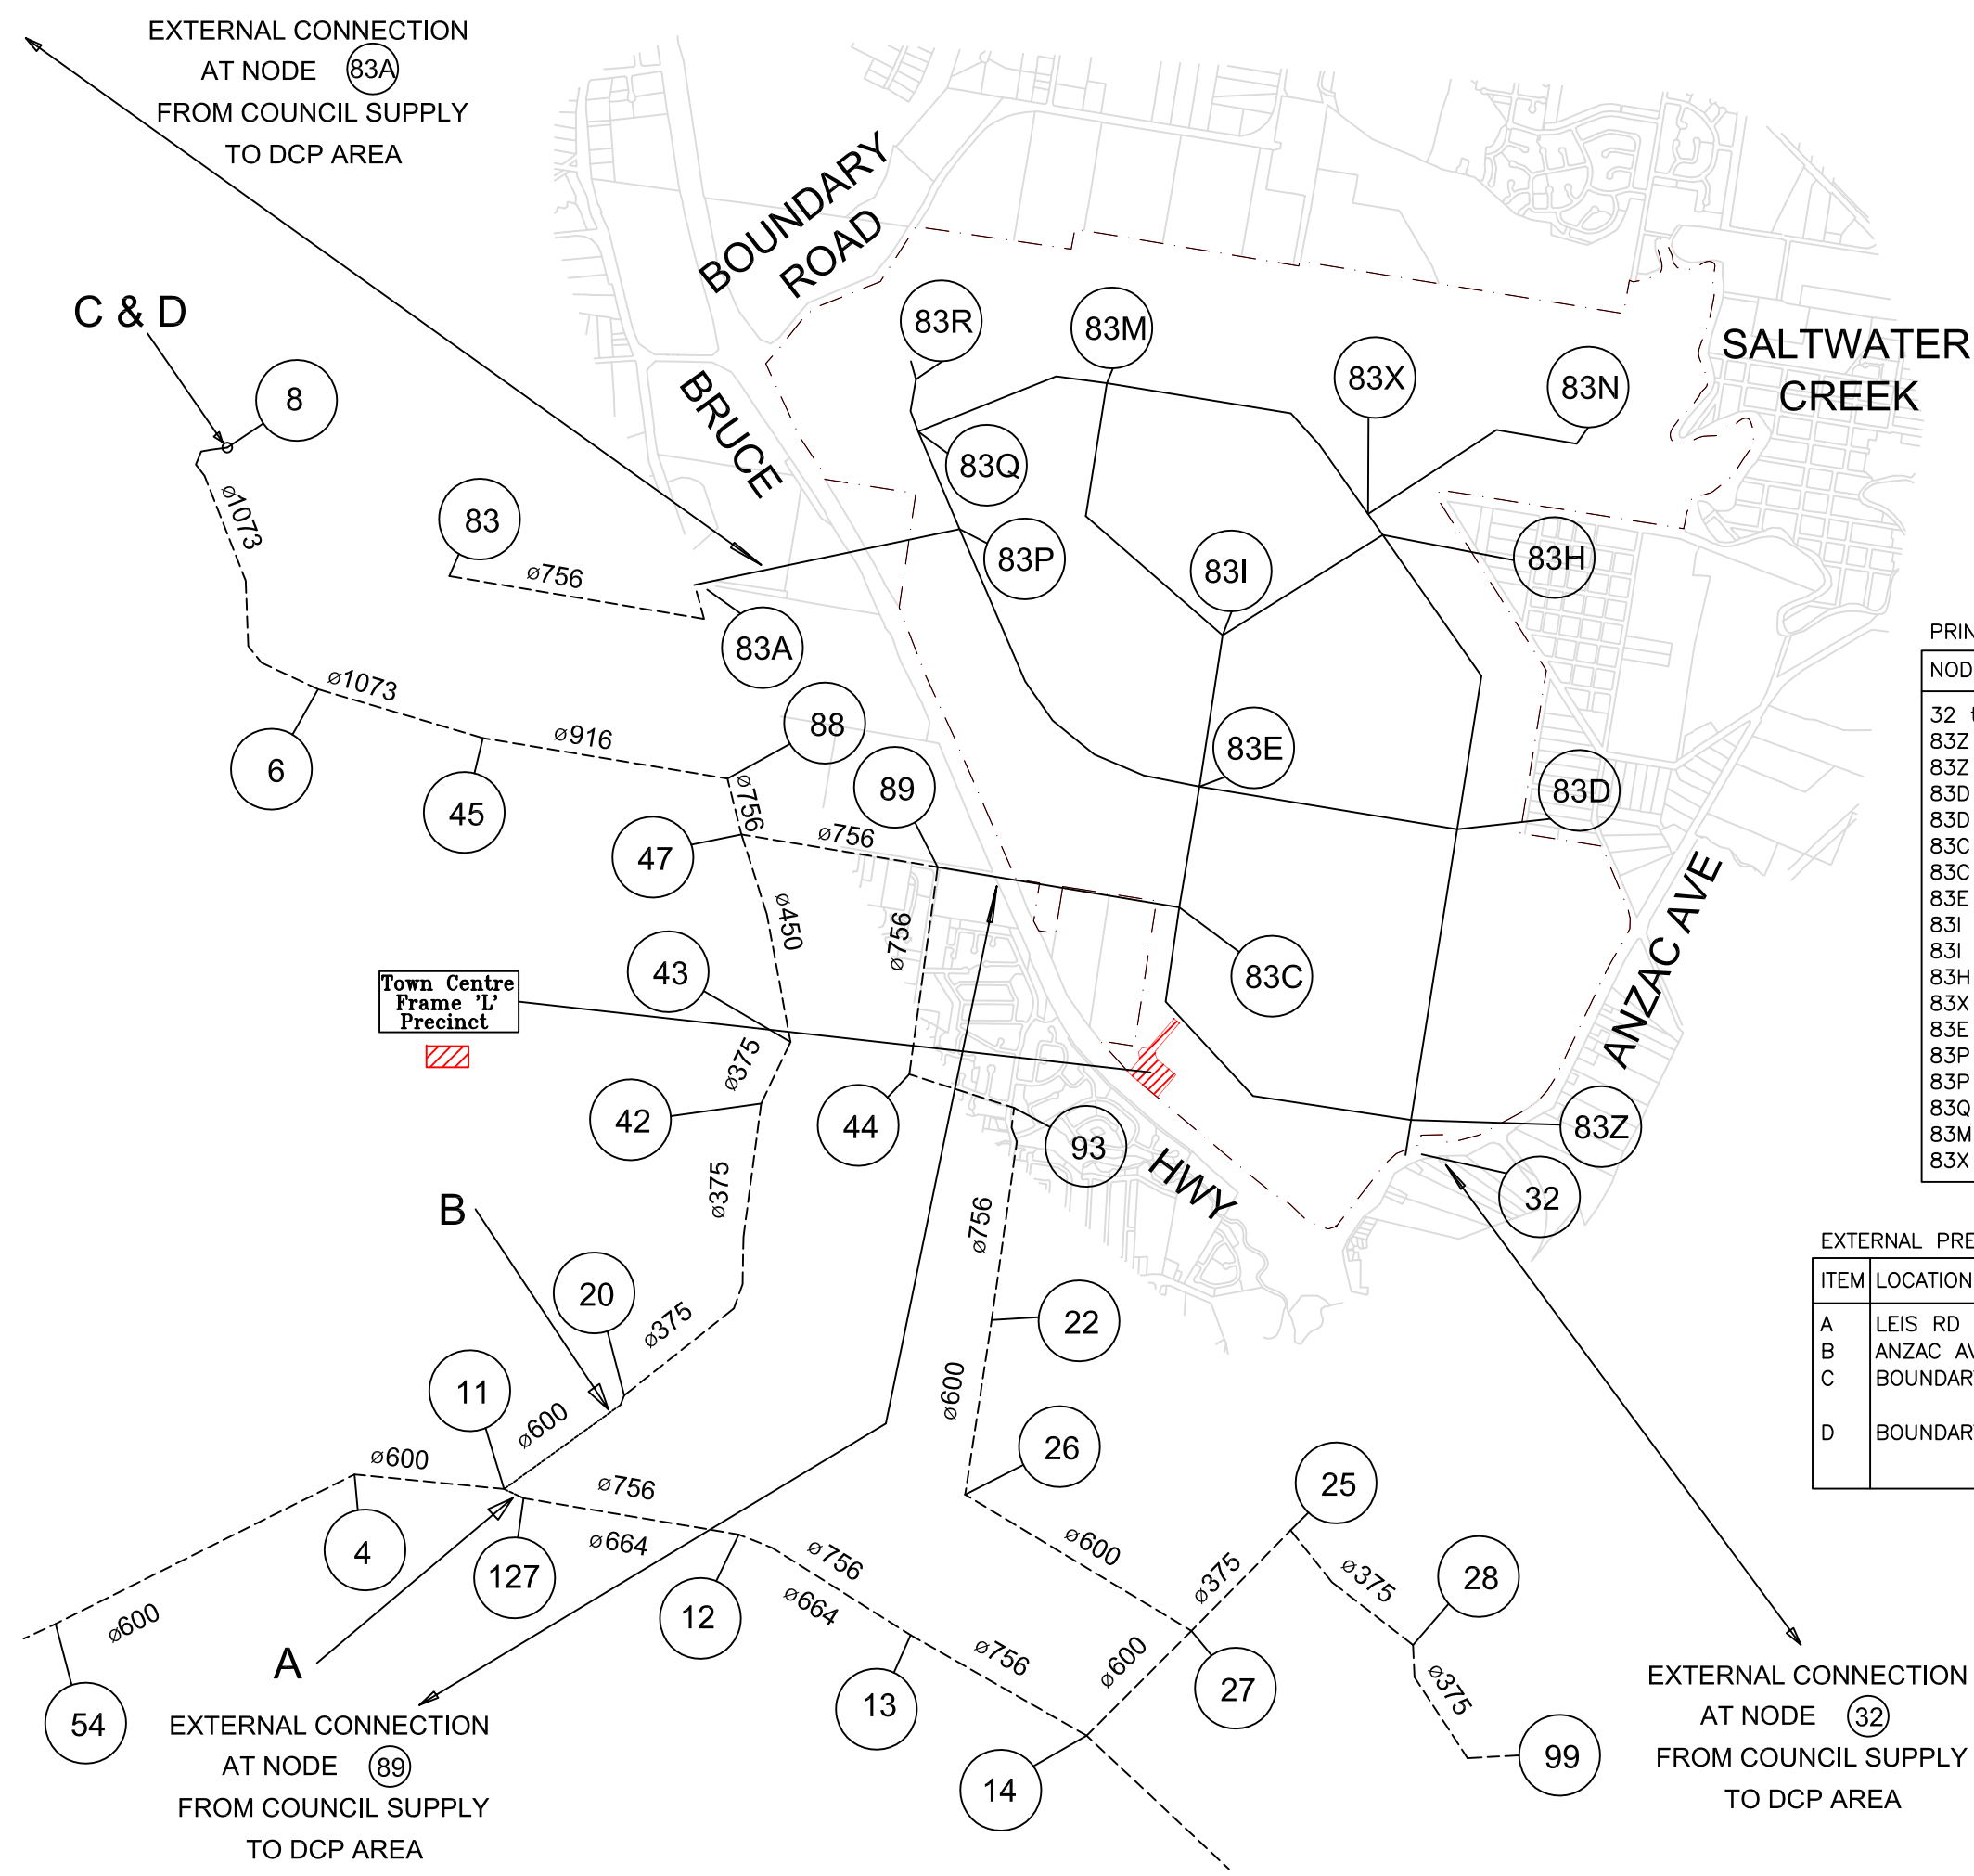 EXTERNAL CONNECTION
AT NODE 83A
FROM COUNCIL SUPPLY
TO DCP AREA
BOUNDARY
ROAD
BRUCE
C & D
SALTWATER
CREEK
83R
83M
83X
83N
8
83Q
83
83P
83I
83H
ø1073
ø756
83A
ø1073
88
ø916
6
45
83E
89
83D
ø756
47
ø756
ø450
ø756
43
83C
ANZAC AVE
Town Centre
Frame 'L'
Precinct
ø375
42
44
93
83Z
HWY
32
ø375
B
ø756
20
22
ø375
11
ø600
26
ø600
ø600
ø756
25
4
127
ø664
12
ø756
ø664
ø600
ø375
ø375
28
54
ø600
A
13
ø756
ø600
27
ø375
14
99
EXTERNAL CONNECTION
AT NODE 89
FROM COUNCIL SUPPLY
TO DCP AREA
EXTERNAL CONNECTION
AT NODE 32
FROM COUNCIL SUPPLY
TO DCP AREA
83Z
83Z
83D
83D
83C
83C
83E
83I
83I
83H
83X
83E
83P
83P
83Q
83M
83X
EXTERNAL
ITEM LOCATION
A LEIS RD
B ANZAC
C
D